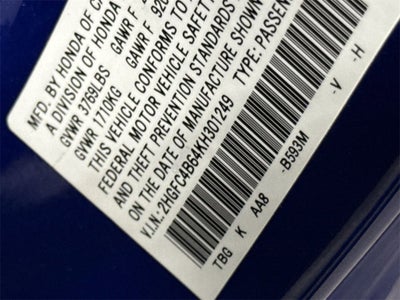 MFD. BY HONDA OF C
A DIVISION OF HONDA
GVWR 3769LBS GAWR F
GVWR 1710KG GAWR F 920
THIS VEHICLE CONFORMS TO
FEDERAL MOTOR VEHICLE SAFETY
AND THEFT PREVENTION STANDARDS
ON THE DATE OF MANUFACTURE SHOWN
V.I.N.:2HGFC4B64KH301249 TYPE: PASSEN
TBG K AA8 -B593M -V -H